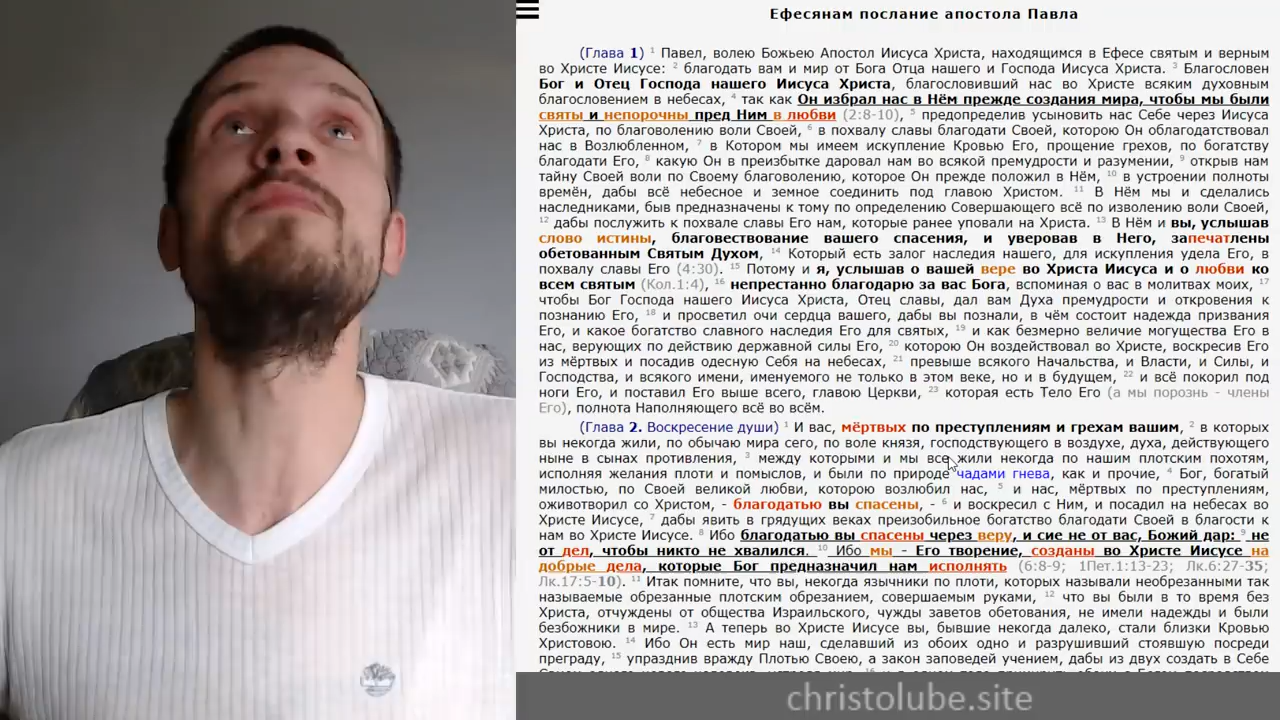 Ефесянам послание апостола Павла
(Глава 1) 1 Павел, волею Божьею Апостол Иисуса Христа, находящимся в Ефесе святым и верным
во Христе Иисусе: 2 благодать вам и мир от Бога Отца нашего и Господа Иисуса Христа. 3 Благословен
Бог и Отец Господа нашего Иисуса Христа, благословивший нас во Христе всяким духовным
благословением в небесах, 4 так как Он избрал нас в Нём прежде создания мира, чтобы мы были
святы и непорочны пред Ним в любви (2:8-10), 5 предопределив усыновить нас Себе через Иисуса
Христа, по благоволению воли Своей, 6 в похвалу славы благодати Своей, которою Он облагодатствовал
нас в Возлюбленном, 7 в Котором мы имеем искупление Кровью Его, прощение грехов, по богатству
благодати Его, 8 какую Он в преизбытке даровал нам во всякой премудрости и разумении, 9 открыв нам
тайну Своей воли по Своему благоволению, которое Он прежде положил в Нём, 10 в устроении полноты
времён, дабы всё небесное и земное соединить под главою Христом. 11 В Нём мы и сделались
наследниками, быв предназначены к тому по определению Совершающего всё по изволению воли Своей,
12 дабы послужить к похвале славы Его нам, которые ранее уповали на Христа. 13 В Нём и вы, услышав
слово истины, благовествование вашего спасения, и уверовав в Него, запечатлены
обетованным Святым Духом, 14 Который есть залог наследия нашего, для искупления удела Его, в
похвалу славы Его (4:30). 15 Потому и я, услышав о вашей вере во Христа Иисуса и о любви ко
всем святым (Кол.1:4), 16 непрестанно благодарю за вас Бога, вспоминая о вас в молитвах моих, 17
чтобы Бог Господа нашего Иисуса Христа, Отец славы, дал вам Духа премудрости и откровения к
познанию Его, 18 и просветил очи сердца вашего, дабы вы познали, в чём состоит надежда призвания
Его, и какое богатство славного наследия Его для святых, 19 и как безмерно величие могущества Его в
нас, верующих по действию державной силы Его, 20 которою Он воздействовал во Христе, воскресив Его
из мёртвых и посадив одесную Себя на небесах, 21 превыше всякого Начальства, и Власти, и Силы, и
Господства, и всякого имени, именуемого не только в этом веке, но и в будущем, 22 и всё покорил под
ноги Его, и поставил Его выше всего, главою Церкви, 23 которая есть Тело Его (а мы порознь - члены
Его), полнота Наполняющего всё во всём.
(Глава 2. Воскресение души) 1 И вас, мёртвых по преступлениям и грехам вашим, 2 в которых
вы некогда жили, по обычаю мира сего, по воле князя, господствующего в воздухе, духа, действующего
ныне в сынах противления, 3 между которыми и мы все жили некогда по нашим плотским похотям,
исполняя желания плоти и помыслов, и были по природе чадами гнева, как и прочие, 4 Бог, богатый
милостью, по Своей великой любви, которою возлюбил нас, 5 и нас, мёртвых по преступлениям,
оживотворил со Христом, - благодатью вы спасены, - 6 и воскресил с Ним, и посадил на небесах во
Христе Иисусе, 7 дабы явить в грядущих веках преизобильное богатство благодати Своей в благости к
нам во Христе Иисусе. 8 Ибо благодатью вы спасены через веру, и сие не от вас, Божий дар: 9 не
от дел, чтобы никто не хвалился. 10 Ибо мы - Его творение, созданы во Христе Иисусе на
добрые дела, которые Бог предназначил нам исполнять (6:8-9; 1Пет.1:13-23; Лк.6:27-35;
Лк.17:5-10). 11 Итак помните, что вы, некогда язычники по плоти, которых называли необрезанными так
называемые обрезанные плотским обрезанием, совершаемым руками, 12 что вы были в то время без
Христа, отчуждены от общества Израильского, чужды заветов обетования, не имели надежды и были
безбожники в мире. 13 А теперь во Христе Иисусе вы, бывшие некогда далеко, стали близки Кровью
Христовою. 14 Ибо Он есть мир наш, сделавший из обоих одно и разрушивший стоявшую посреди
преграду, 15 упразднив вражду Плотью Своею, а закон заповедей учением, дабы из двух создать в Себе
christolube.site